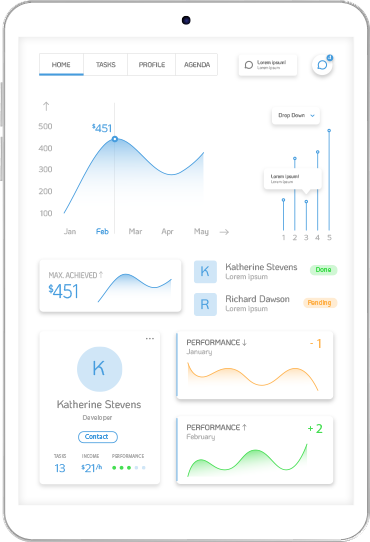 HOME
TASKS
PROFILE
AGENDA
Lorem ipsum!
Lorem ipsum
Drop Down
500
400
300
200
100
$451
Jan
Feb
Mar
Apr
May
Lorem ipsum!
Lorem ipsum
1
2
3
4
5
MAX. ACHIEVED ↑
$451
K
Katherine Stevens
Lorem ipsum
Done
R
Richard Dawson
Lorem ipsum
Pending
K
Katherine Stevens
Developer
Contact
TASKS
INCOME
PERFORMANCE
13
$21/h
PERFORMANCE ↓
January
- 1
PERFORMANCE ↑
February
+ 2